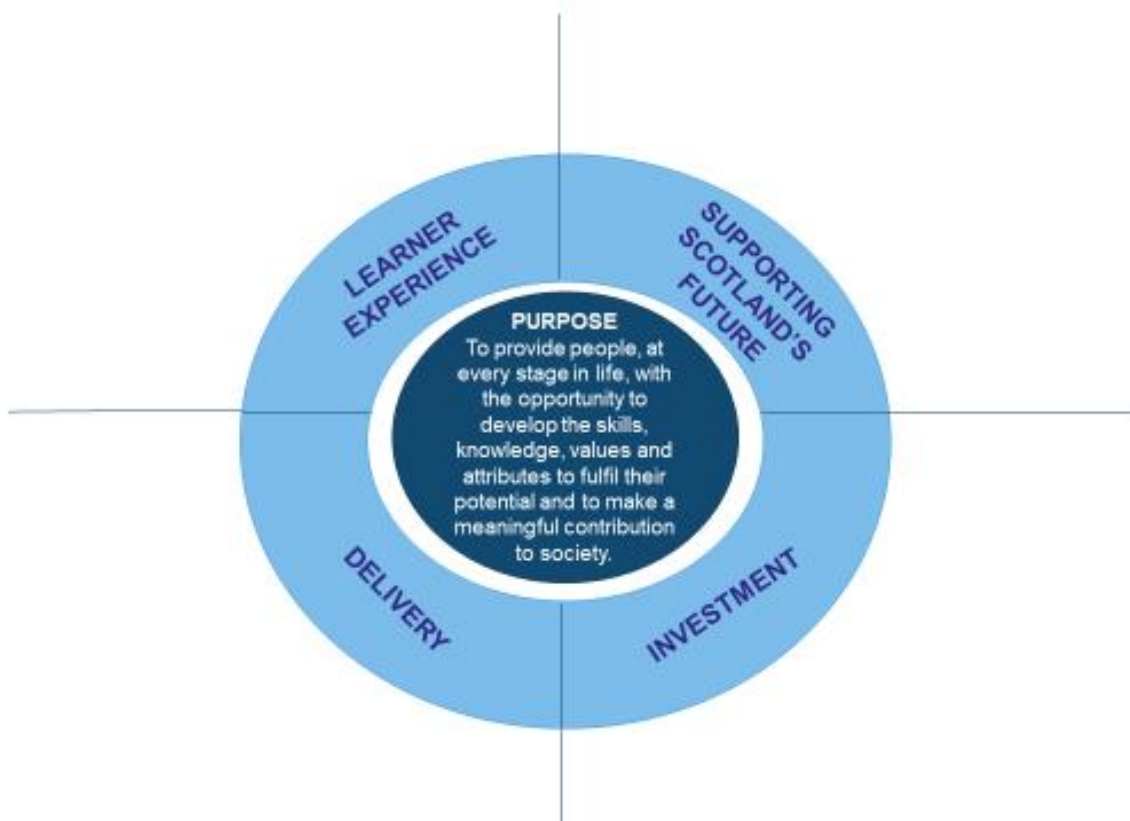 LEARNER
EXPERIENCE
SUPPORTING
SCOTLAND'S
FUTURE
PURPOSE
To provide people, at
every stage in life, with
the opportunity to
develop the skills,
knowledge, values and
attributes to fulfil their
potential and to make a
meaningful contribution
to society.
DELIVERY
INVESTMENT